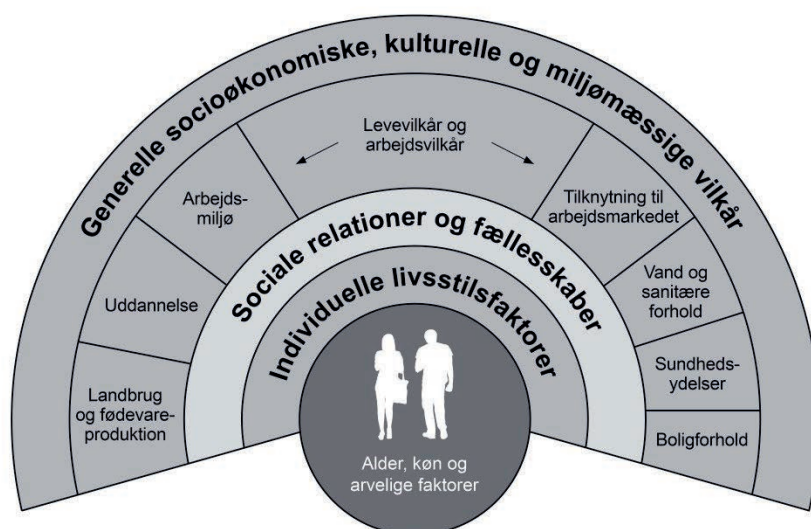 Generelle socioøkonomiske, kulturelle og miljømæssige vilkår
Levevilkår og
arbejdsvilkår
Arbejds-
miljø
Tilknytning til
arbejdsmarkedet
Uddannelse
Vand og
sanitære
forhold
Landbrug
og fødevare-
produktion
Sundheds-
ydelser
Boligforhold
Sociale relationer og fællesskaber
Individuelle livsstilsfaktorer
Alder, køn og
arvelige faktorer